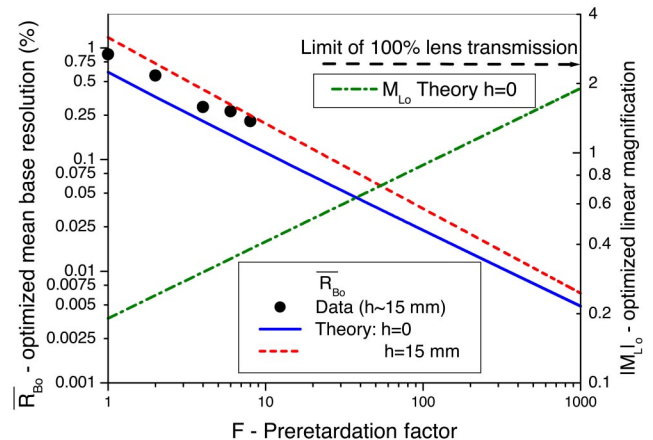 R̅_Bo - optimized mean base resolution (%)
1
0.75
0.5
0.25
0.1
0.075
0.05
0.025
0.01
0.0075
0.005
0.0025
0.001
Limit of 100% lens transmission
M_Lo Theory h=0
R̅_Bo
Data (h~15 mm)
Theory: h=0
h=15 mm
4
2
1
0.8
0.6
0.4
0.2
0.1
IM_LoI - optimized linear magnification
1 10 100 1000
F - Preretardation factor